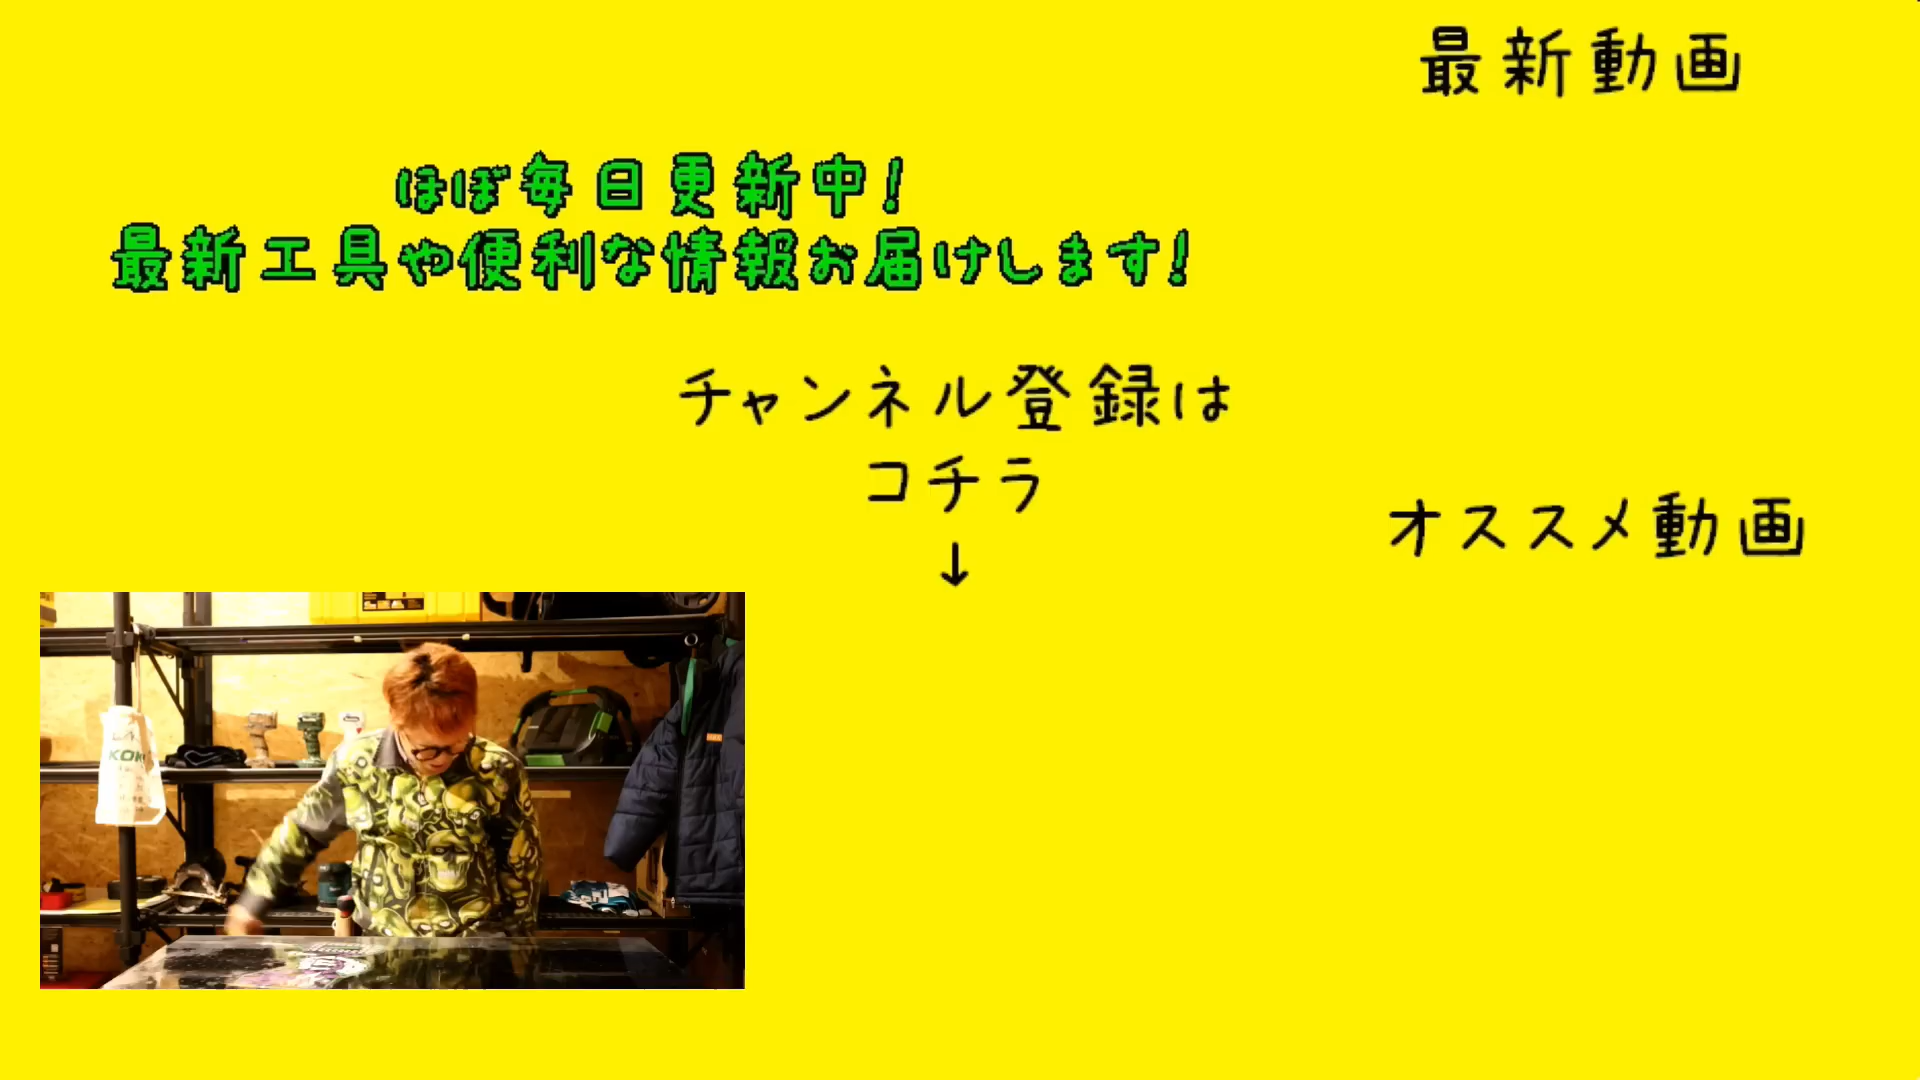 最新動画
ほぼ毎日更新中!
最新工具や便利な情報お届けします!
チャンネル登録は
コチラ
↓
オススメ動画